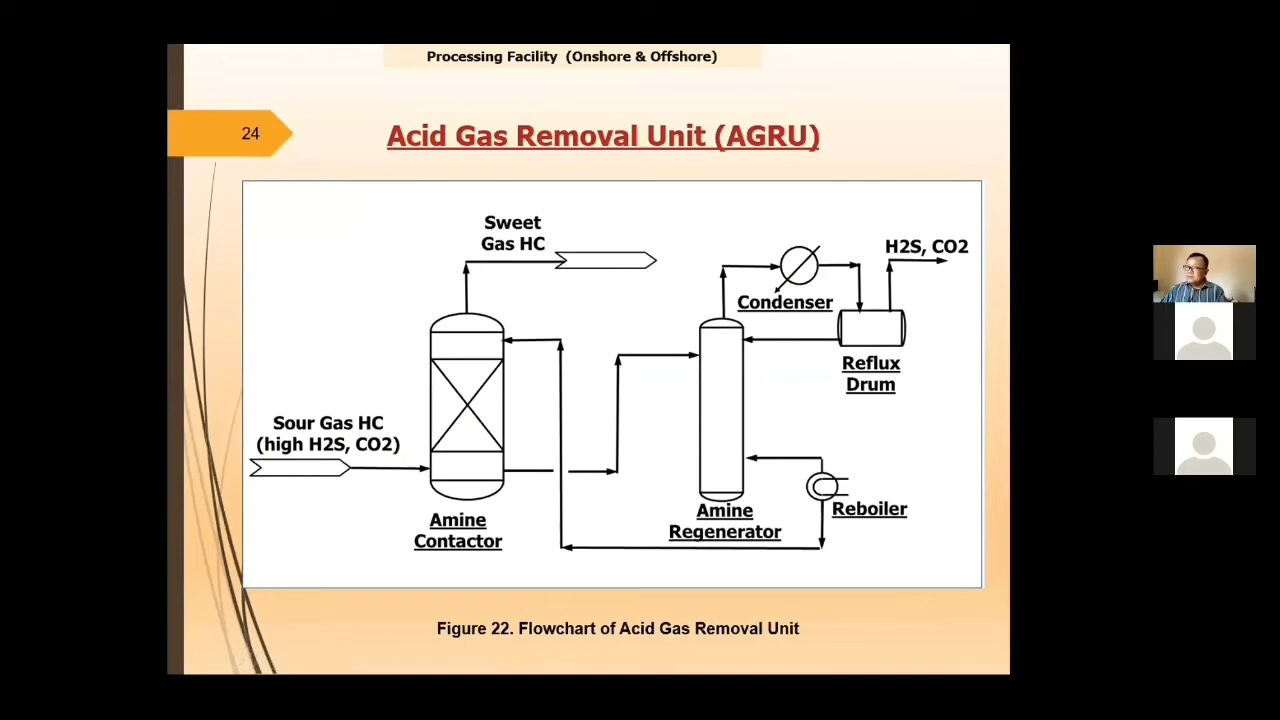 Processing Facility (Onshore & Offshore)
24
Acid Gas Removal Unit (AGRU)
Sweet
Gas HC
H2S, CO2
Condenser
Reflux
Drum
Sour Gas HC
(high H2S, CO2)
Amine
Contactor
Amine
Regenerator
Reboiler
Figure 22. Flowchart of Acid Gas Removal Unit